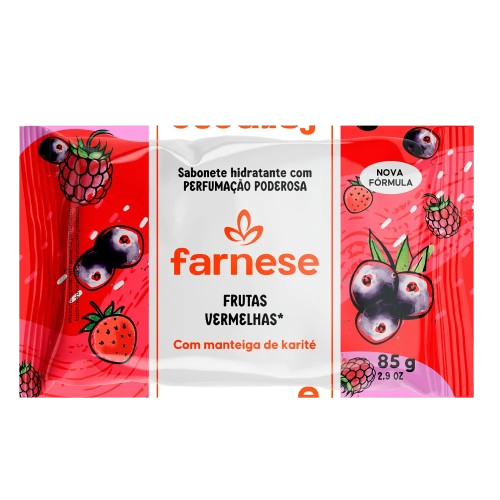 Sabonete hidratante com
PERFUMAÇÃO PODEROSA
NOVA
FÓRMULA
farnese
FRUTAS
VERMELHAS*
Com manteiga de karité
85 g
2.9 OZ